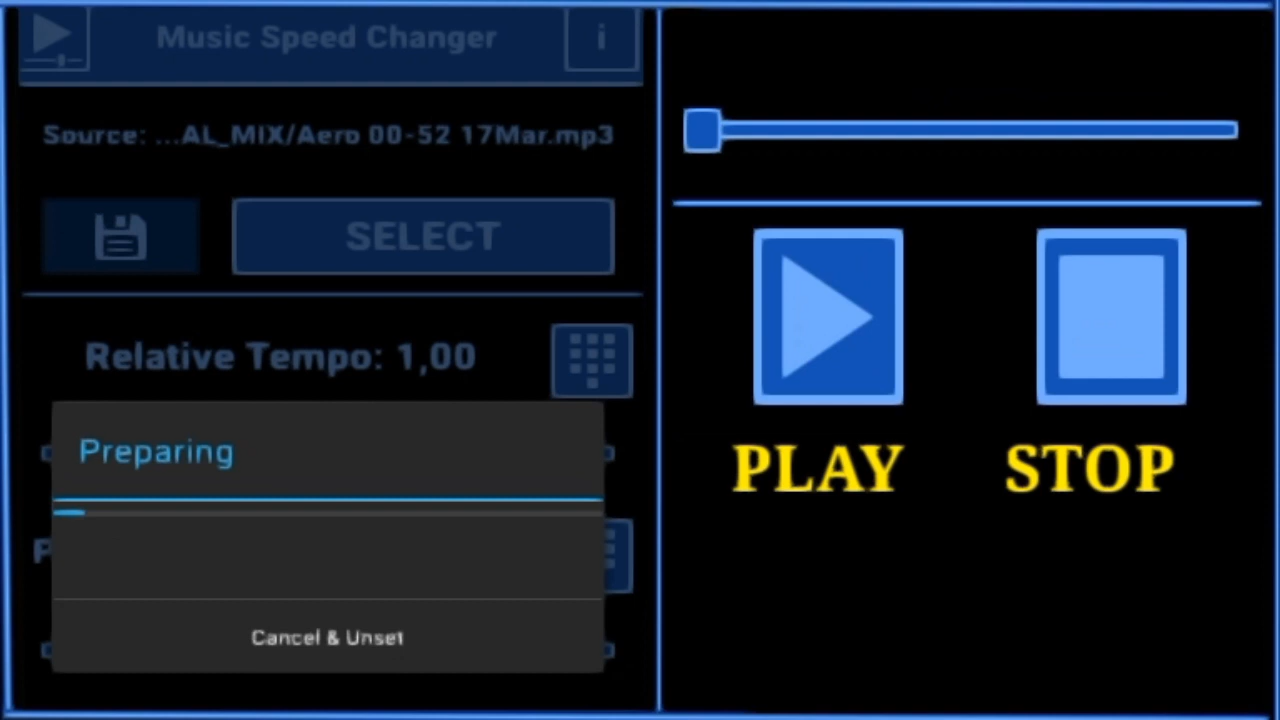 Music Speed Changer
i
Source: ...AL_MIX/Aero 00-52 17Mar.mp3
SELECT
Relative Tempo: 1,00
Preparing
P
Cancel & Unset
PLAY
STOP